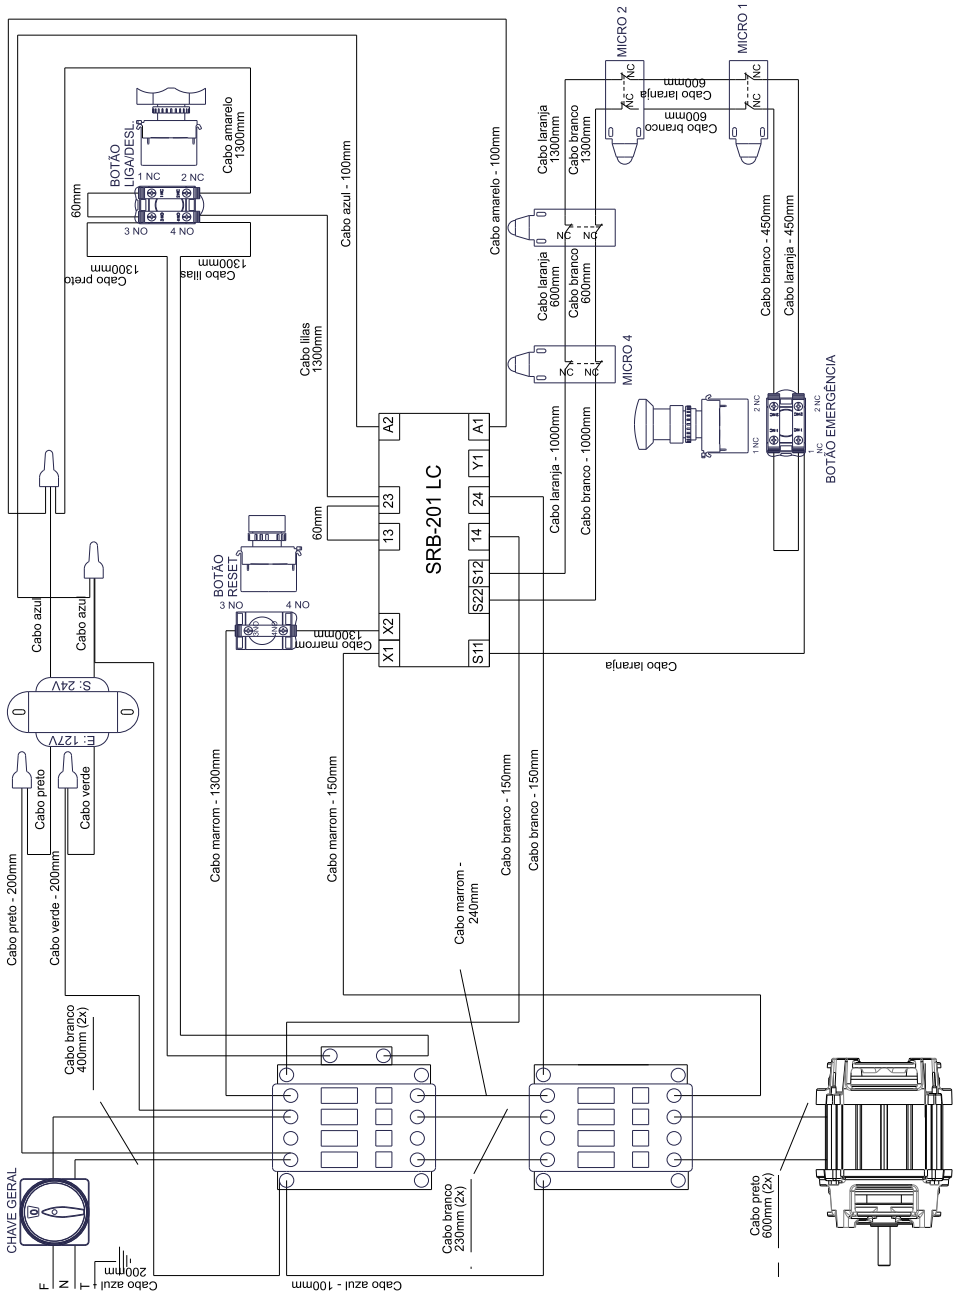 MICRO 2
MICRO 1
NC
NC
NC
NC
600mm
Cabo laranja
600mm
Cabo branco
Cabo laranja
1300mm
Cabo branco
1300mm
Cabo amarelo
1300mm
BOTÃO
LIGA/DESL.
1 NC
2 NC
60mm
3 NO
4 NO
Cabo preto
1300mm
Cabo lilas
1300mm
Cabo azul - 100mm
Cabo amarelo - 100mm
NC
NC
Cabo laranja
600mm
Cabo branco
600mm
Cabo branco - 450mm
Cabo laranja - 450mm
Cabo lilas
1300mm
NC
NC
MICRO 4
BOTÃO EMERGÊNCIA
1 NC
2 NC
1 NC
2 NC
Cabo laranja - 1000mm
Cabo branco - 1000mm
SRB-201 LC
A2
A1
Y1
23
24
13
14
S12
S22
X2
X1
S11
60mm
BOTÃO
RESET
3 NO
4 NO
3NO
4NO
Cabo marrom
1300mm
Cabo laranja
Cabo azul
Cabo azul
S: 24V
E: 127V
Cabo preto
Cabo verde
Cabo preto - 200mm
Cabo verde - 200mm
Cabo marrom - 1300mm
Cabo marrom - 150mm
Cabo branco - 150mm
Cabo branco - 150mm
Cabo marrom -
240mm
Cabo branco
400mm (2x)
CHAVE GERAL
F
N
T
Cabo azul
200mm
Cabo azul - 100mm
Cabo branco
230mm (2x)
Cabo preto
600mm (2x)